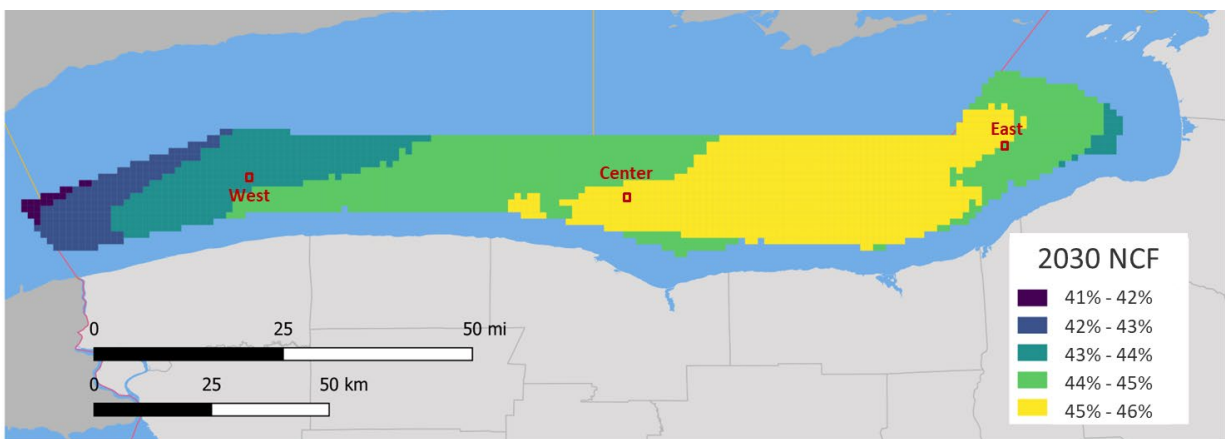 East
Center
West
2030 NCF
41% - 42%
42% - 43%
43% - 44%
44% - 45%
45% - 46%
0 25 50 mi
0 25 50 km